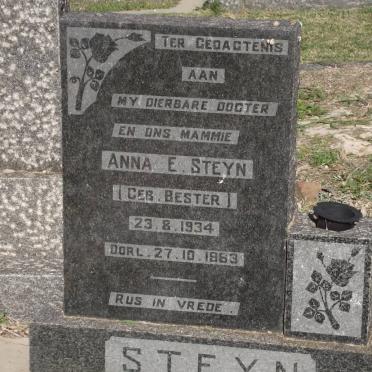 TER GEDAGTENIS
AAN
MY DIERBARE DOGTER
EN ONS MAMMIE
ANNA E. STEYN
(GEB. BESTER)
23.8.1934
OORL. 27.10.1963
RUS IN VREDE.
STEYN